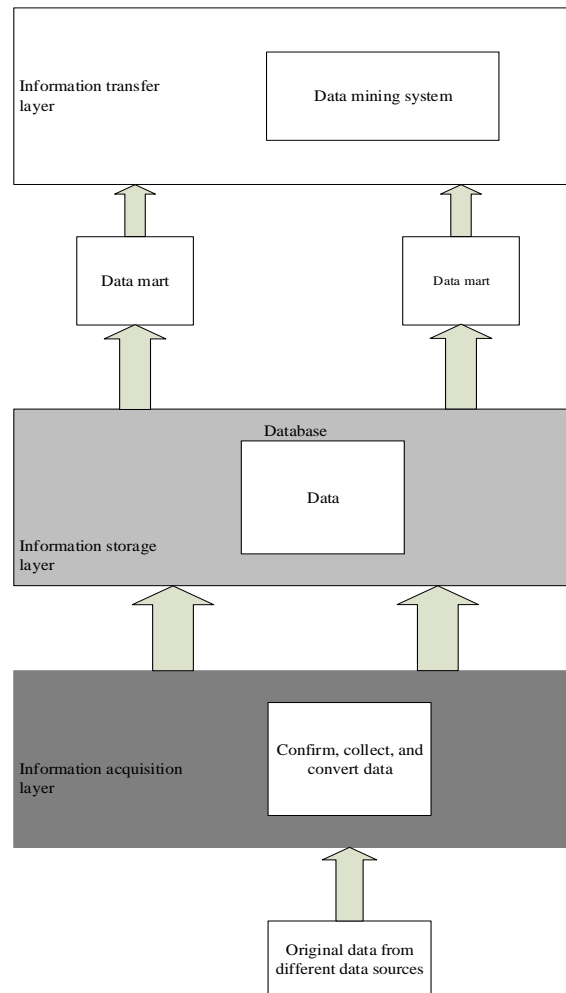 Information transfer
layer
Data mining system
Data mart
Data mart
Database
Data
Information storage
layer
Confirm, collect, and
convert data
Information acquisition
layer
Original data from
different data sources